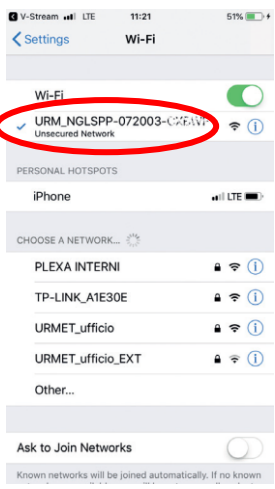 V-Stream LTE 11:21 51%
Settings Wi-Fi
Wi-Fi
URM_NGLSPP-072003-
Unsecured Network
PERSONAL HOTSPOTS
iPhone LTE
CHOOSE A NETWORK...
PLEXA INTERNI
TP-LINK_A1E30E
URMET_ufficio
URMET_ufficio_EXT
Other...
Ask to Join Networks
Known networks will be joined automatically. If no known